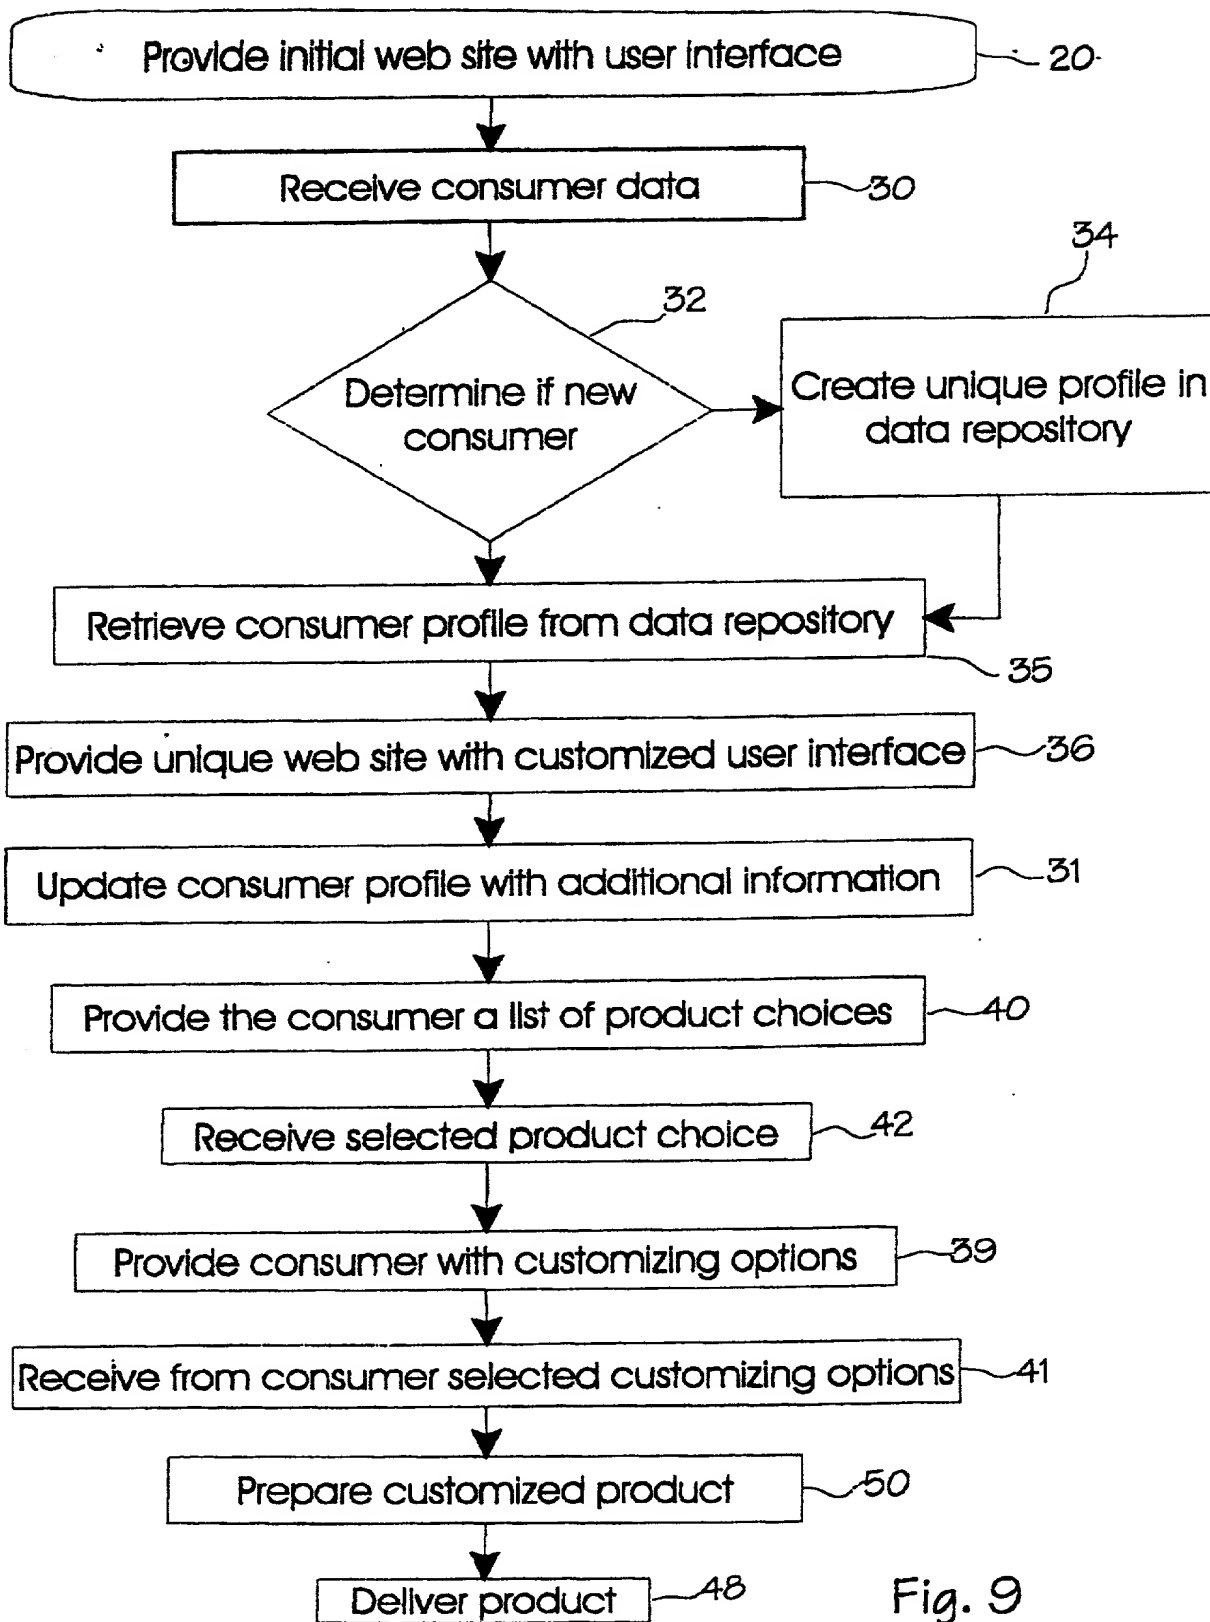 Provide initial web site with user interface
20
Receive consumer data
30
34
32
Determine if new
consumer
Create unique profile in
data repository
Retrieve consumer profile from data repository
35
Provide unique web site with customized user interface
36
Update consumer profile with additional information
31
Provide the consumer a list of product choices
40
Receive selected product choice
42
Provide consumer with customizing options
39
Receive from consumer selected customizing options
41
Prepare customized product
50
Deliver product
48
Fig. 9